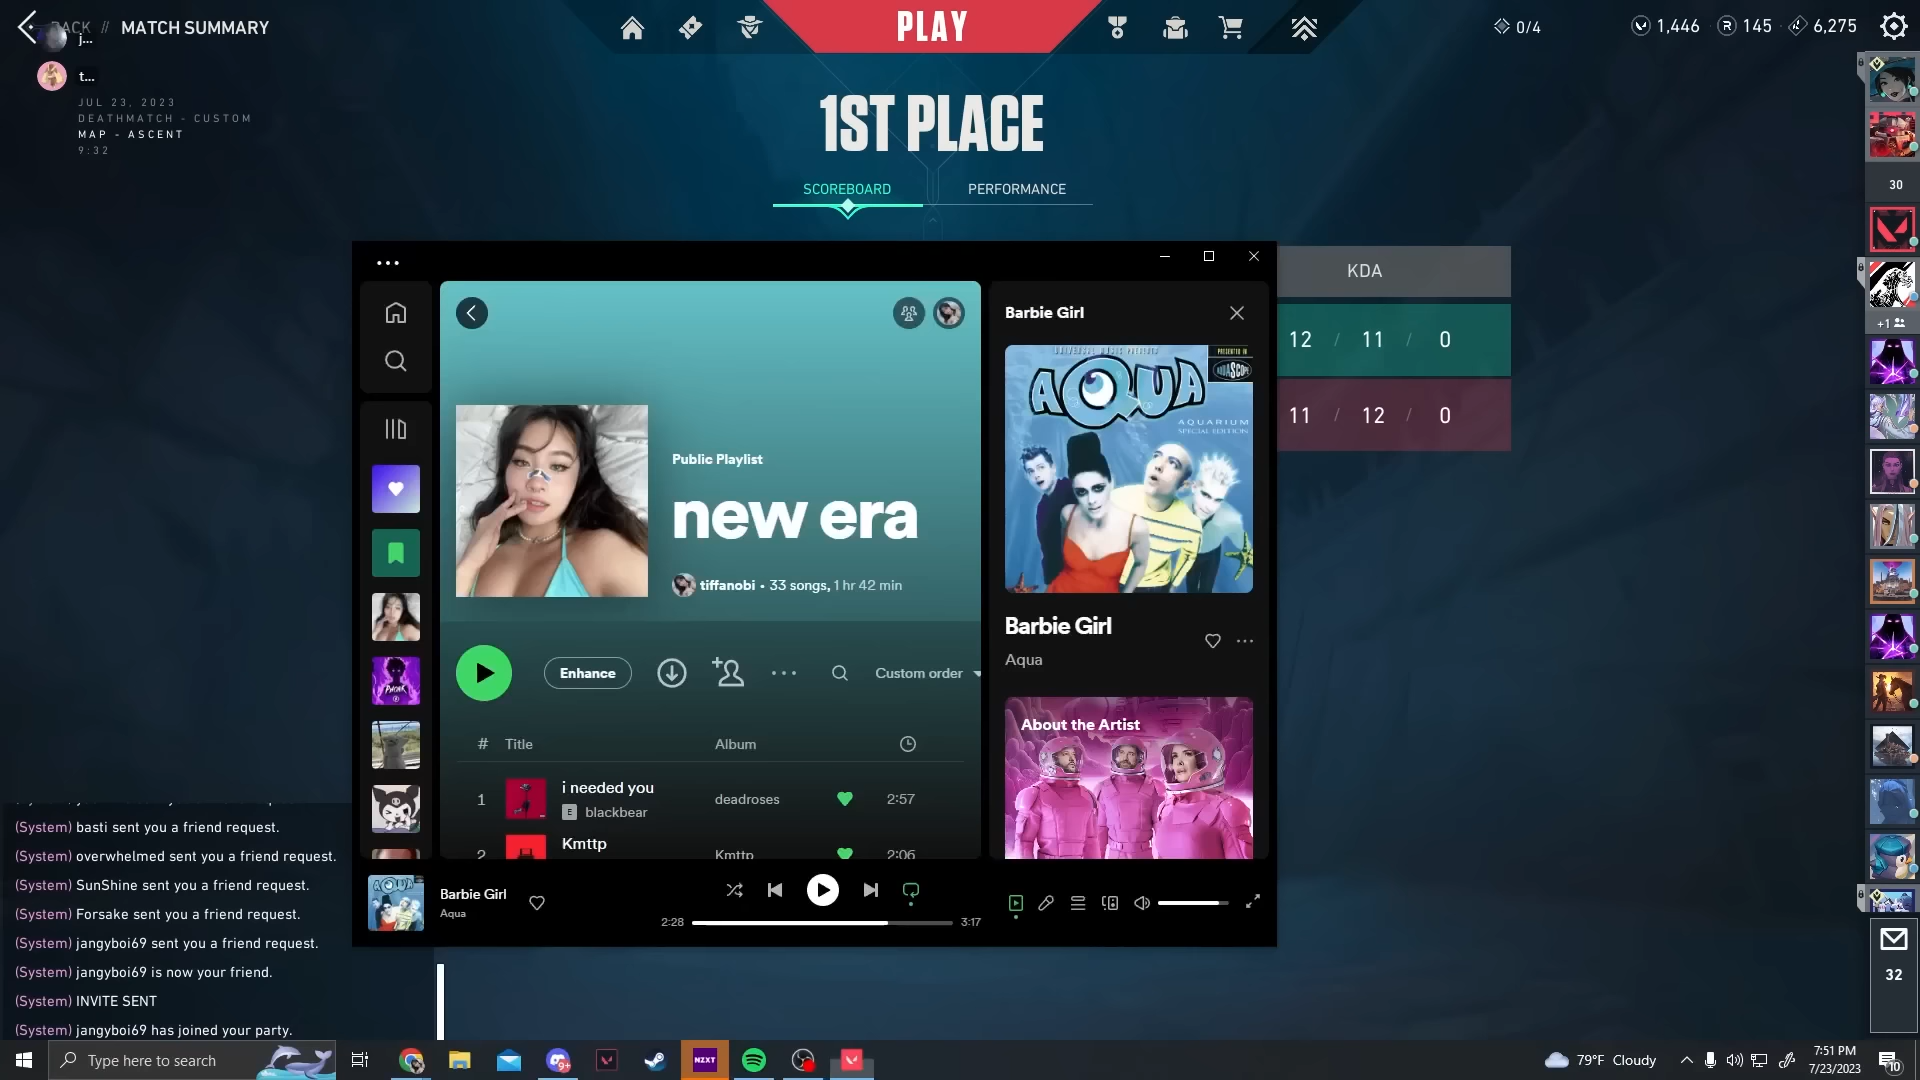 BACK // MATCH SUMMARY
j...
t...
JUL 23, 2023
DEATHMATCH - CUSTOM
MAP - ASCENT
9:32
PLAY
0/4
1,446
145
6,275
1ST PLACE
SCOREBOARD
PERFORMANCE
KDA
12 / 11 / 0
11 / 12 / 0
30
+1
32
Public Playlist
new era
tiffanobi • 33 songs, 1 hr 42 min
Enhance
Custom order
# Title Album
1 i needed you deadroses 2:57
E blackbear
2 Kmttp Kmttp 2:06
Barbie Girl
AQUA
AQUARIUM
SPECIAL EDITION
Barbie Girl
Aqua
About the Artist
Barbie Girl
Aqua
2:28
3:17
(System) basti sent you a friend request.
(System) overwhelmed sent you a friend request.
(System) SunShine sent you a friend request.
(System) Forsake sent you a friend request.
(System) jangyboi69 sent you a friend request.
(System) jangyboi69 is now your friend.
(System) INVITE SENT
(System) jangyboi69 has joined your party.
Type here to search
9+
NZXT
79°F Cloudy
7:51 PM
7/23/2023
10